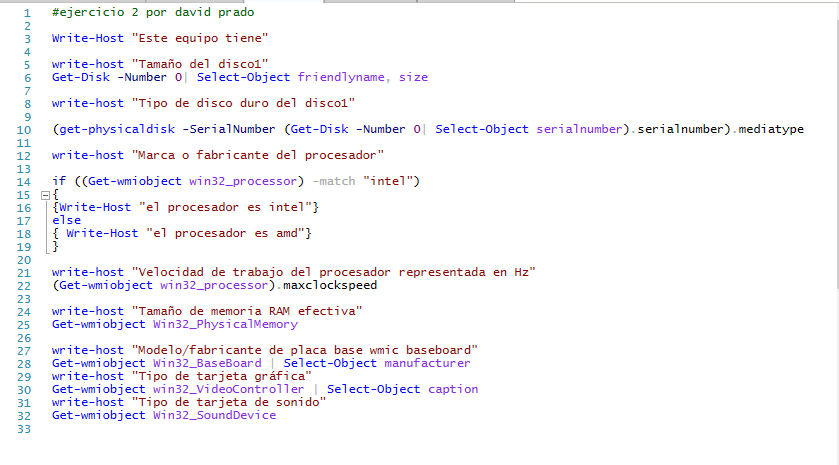 1 #ejercicio 2 por david prado
2
3 Write-Host "Este equipo tiene"
4
5 write-host "Tamaño del disco1"
6 Get-Disk -Number 0| Select-Object friendlyname, size
7
8 write-host "Tipo de disco duro del disco1"
9
10 (get-physicaldisk -SerialNumber (Get-Disk -Number 0| Select-Object serialnumber).serialnumber).mediatype
11
12 write-host "Marca o fabricante del procesador"
13
14 if ((Get-wmiobject win32_processor) -match "intel")
15 {
16 {Write-Host "el procesador es intel"}
17 else
18 { Write-Host "el procesador es amd"}
19 }
20
21 write-host "Velocidad de trabajo del procesador representada en Hz"
22 (Get-wmiobject win32_processor).maxclockspeed
23
24 write-host "Tamaño de memoria RAM efectiva"
25 Get-wmiobject Win32_PhysicalMemory
26
27 write-host "Modelo/fabricante de placa base wmic baseboard"
28 Get-wmiobject Win32_BaseBoard | Select-Object manufacturer
29 write-host "Tipo de tarjeta gráfica"
30 Get-wmiobject win32_VideoController | Select-Object caption
31 write-host "Tipo de tarjeta de sonido"
32 Get-wmiobject Win32_SoundDevice
33